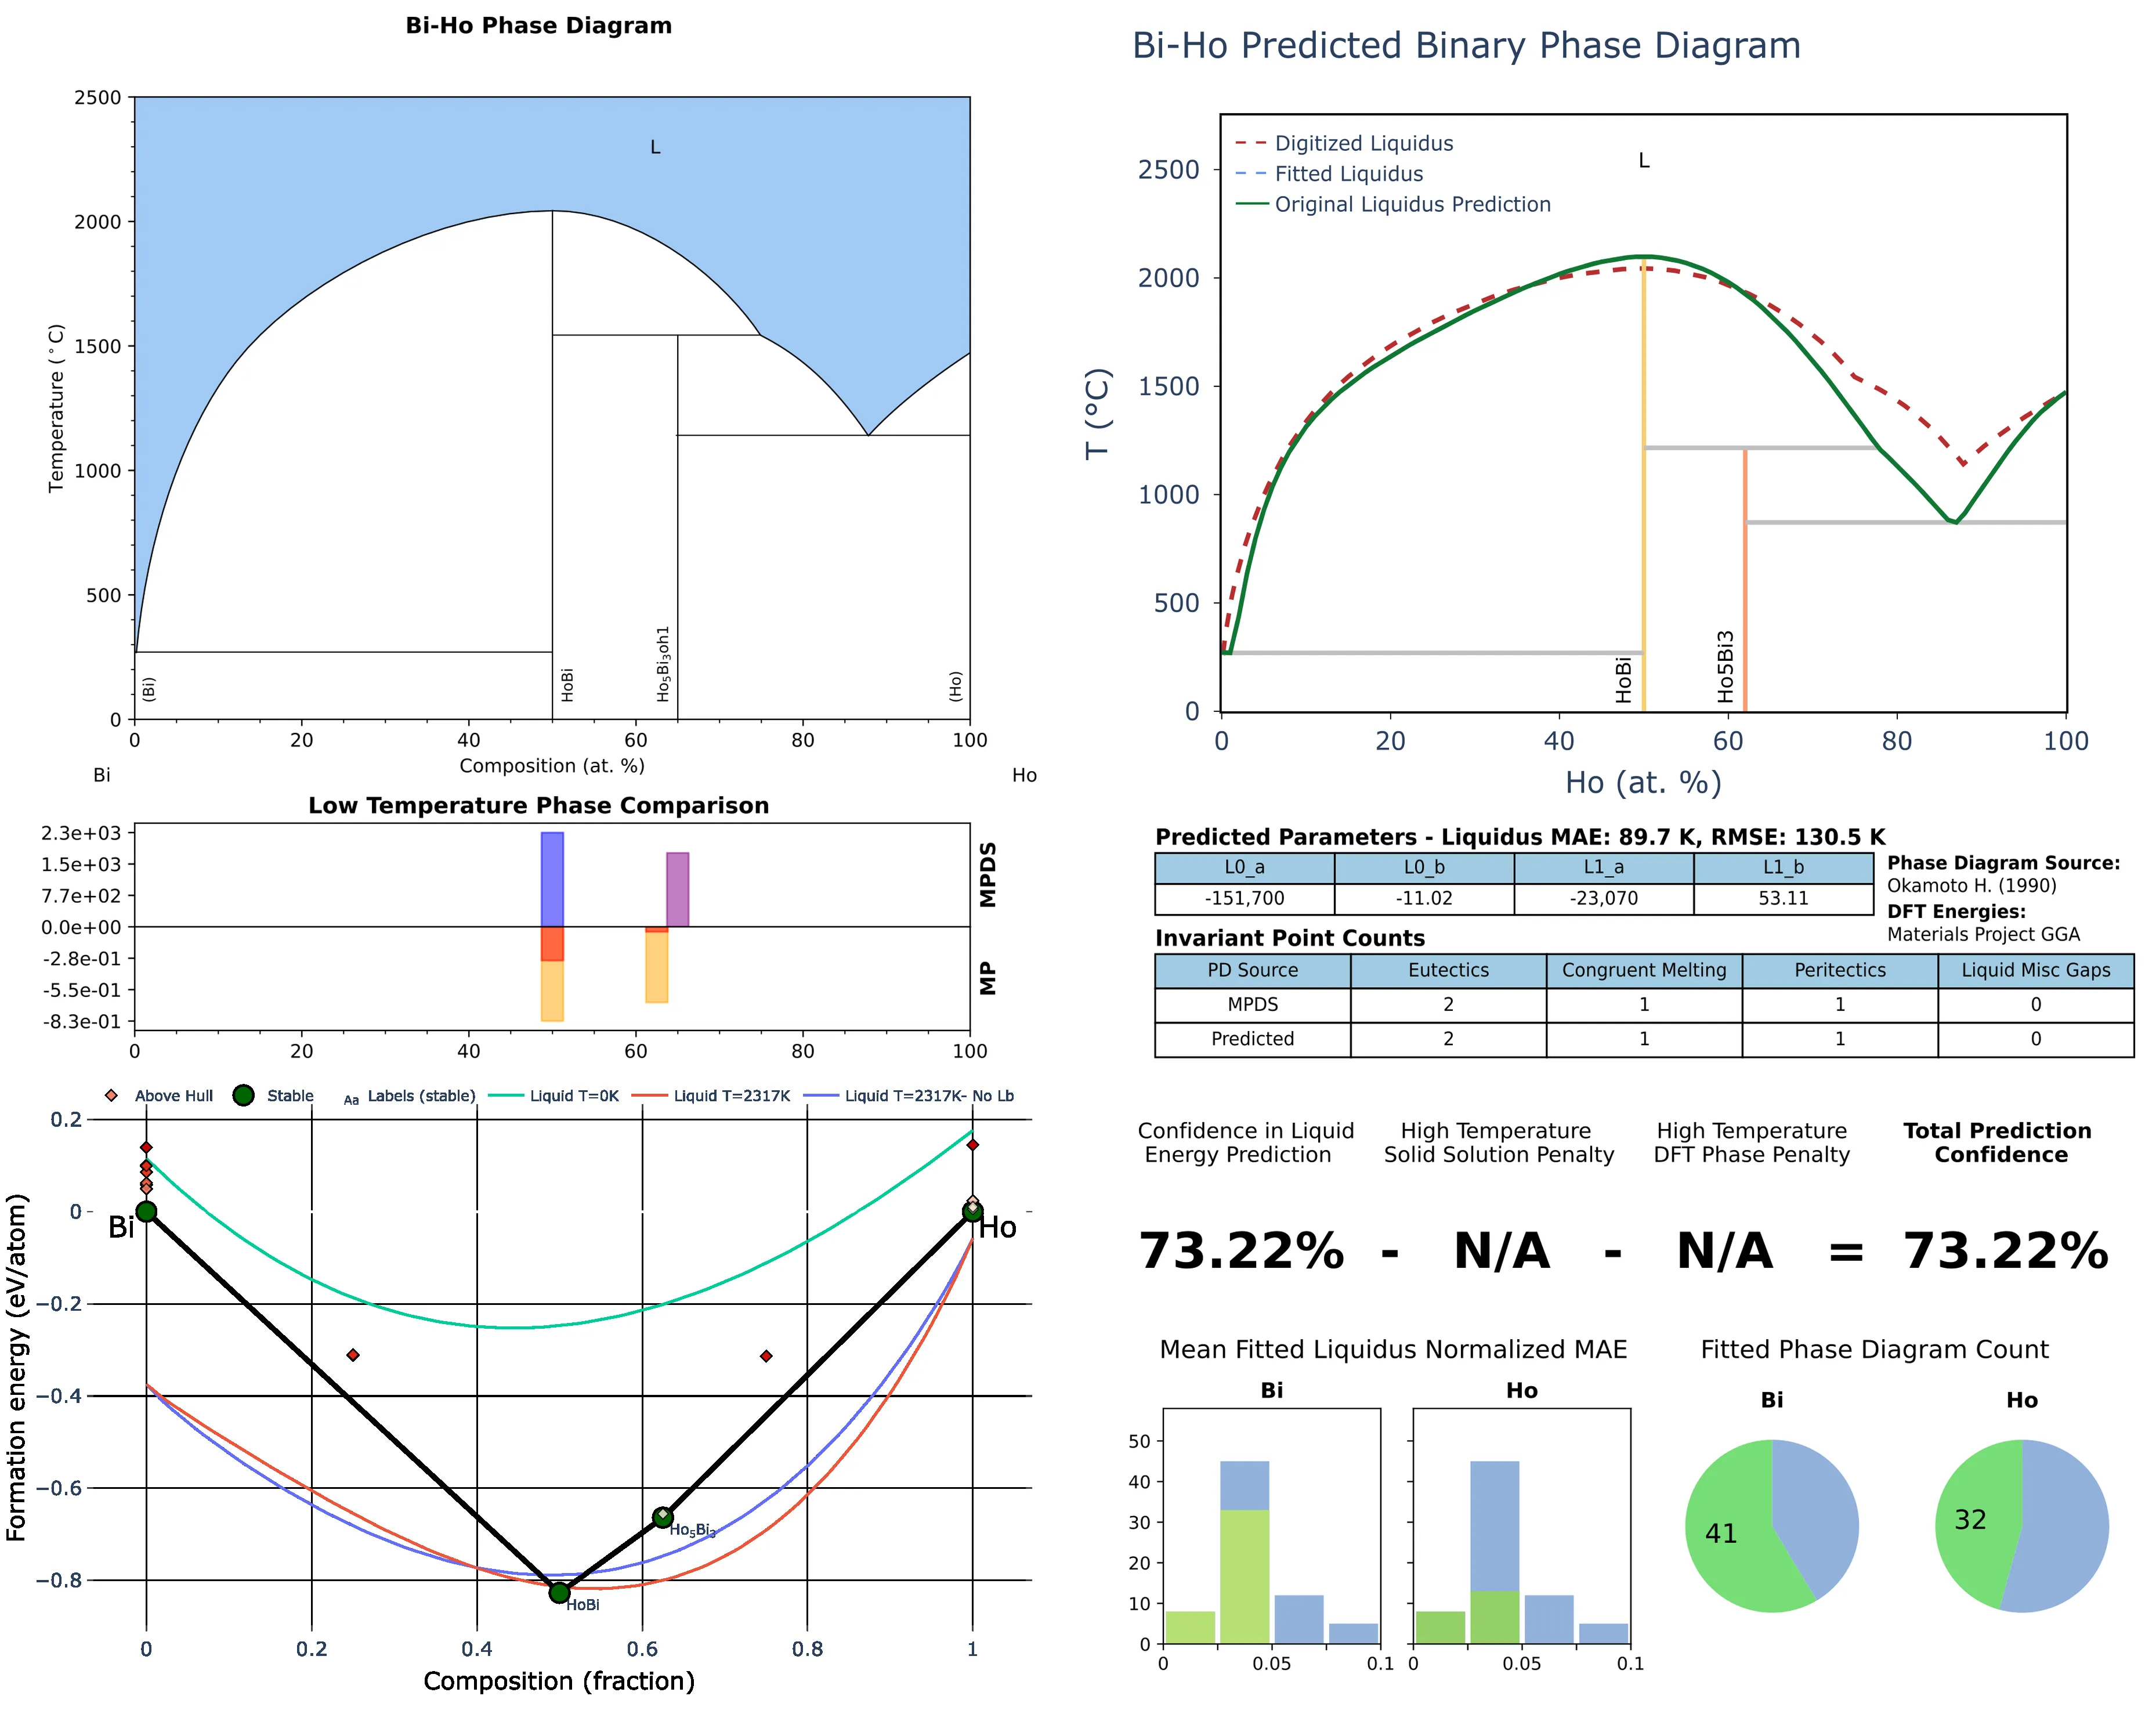 Bi-Ho Phase Diagram
2500
2000
1500
1000
500
0
Temperature (°C)
L
(Bi)
HoBi
Ho5Bi3oh1
(Ho)
0 20 40 60 80 100
Composition (at. %)
Bi Ho
Bi-Ho Predicted Binary Phase Diagram
Digitized Liquidus
Fitted Liquidus
Original Liquidus Prediction
L
2500
2000
1500
1000
500
0
T (°C)
HoBi
Ho5Bi3
0 20 40 60 80 100
Ho (at. %)
Low Temperature Phase Comparison
2.3e+03
1.5e+03
7.7e+02
0.0e+00
-2.8e-01
-5.5e-01
-8.3e-01
MPDS
MP
0 20 40 60 80 100
Predicted Parameters - Liquidus MAE: 89.7 K, RMSE: 130.5 K
L0_a L0_b L1_a L1_b
-151,700 -11.02 -23,070 53.11
Phase Diagram Source:
Okamoto H. (1990)
DFT Energies:
Materials Project GGA
Invariant Point Counts
PD Source Eutectics Congruent Melting Peritectics Liquid Misc Gaps
MPDS 2 1 1 0
Predicted 2 1 1 0
Above Hull Stable Aa Labels (stable) Liquid T=0K Liquid T=2317K Liquid T=2317K- No Lb
0.2
0
−0.2
−0.4
−0.6
−0.8
Formation energy (eV/atom)
Bi
Ho
Ho5Bi3
HoBi
0 0.2 0.4 0.6 0.8 1
Composition (fraction)
Confidence in Liquid
Energy Prediction
High Temperature
Solid Solution Penalty
High Temperature
DFT Phase Penalty
Total Prediction
Confidence
73.22% - N/A - N/A = 73.22%
Mean Fitted Liquidus Normalized MAE
Bi Ho
50
40
30
20
10
0
0 0.05 0.1
0 0.05 0.1
Fitted Phase Diagram Count
Bi Ho
41
32